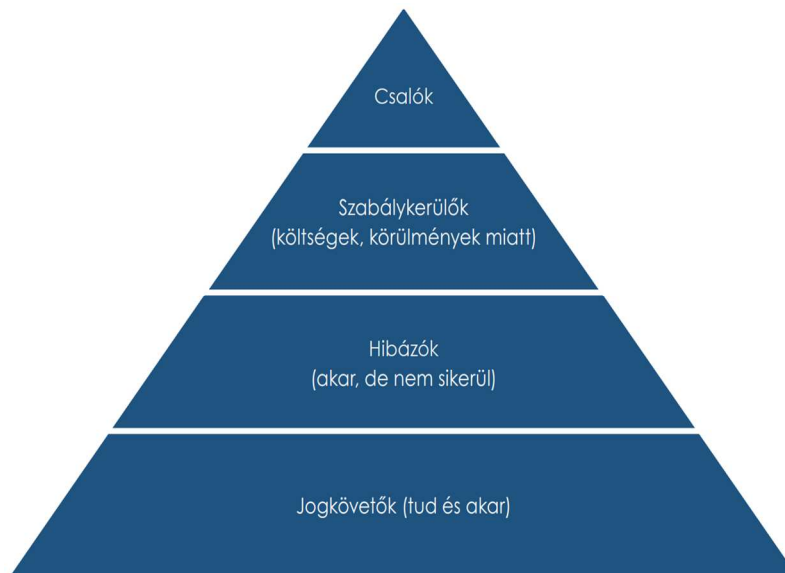 Csalók
Szabálykerülők
(költségek, körülmények miatt)
Hibázók
(akar, de nem sikerül)
Jogkövetők (tud és akar)